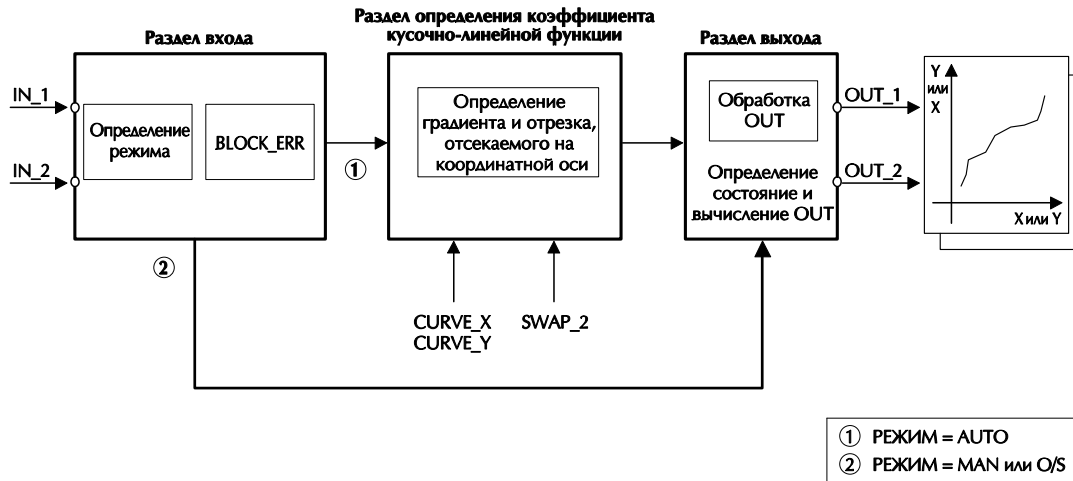 Раздел входа
Раздел определения коэффициента
кусочно-линейной функции
Раздел выхода
IN_1
IN_2
Определение
режима
BLOCK_ERR
①
②
Определение
градиента и отрезка,
отсекаемого на
координатной оси
CURVE_X
CURVE_Y
SWAP_2
Обработка
OUT
Определение
состояние и
вычисление OUT
OUT_1
OUT_2
Y
или
X
X или Y
① РЕЖИМ = AUTO
② РЕЖИМ = MAN или O/S